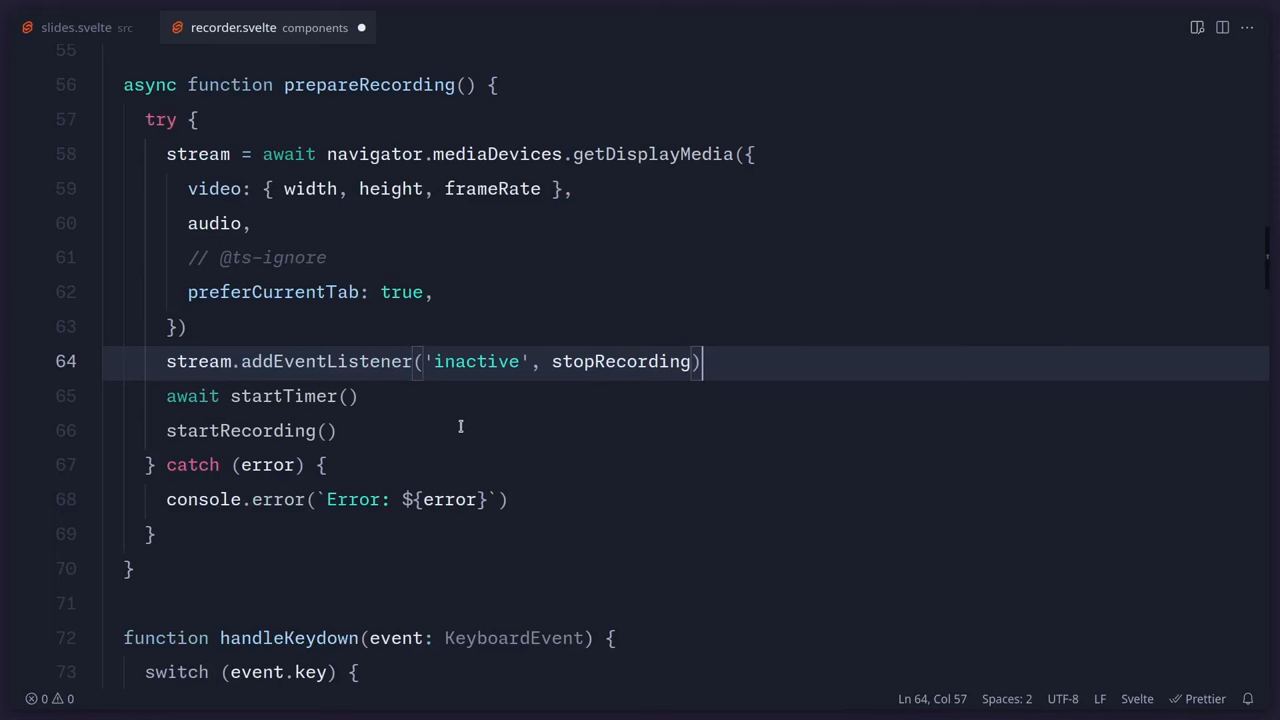 slides.svelte src recorder.svelte components
55
56 async function prepareRecording() {
57 try {
58 stream = await navigator.mediaDevices.getDisplayMedia({
59 video: { width, height, frameRate },
60 audio,
61 // @ts-ignore
62 preferCurrentTab: true,
63 })
64 stream.addEventListener('inactive', stopRecording)
65 await startTimer()
66 startRecording()
67 } catch (error) {
68 console.error(`Error: ${error}`)
69 }
70 }
71
72 function handleKeydown(event: KeyboardEvent) {
73 switch (event.key) {
0 0 Ln 64, Col 57 Spaces: 2 UTF-8 LF Svelte Prettier